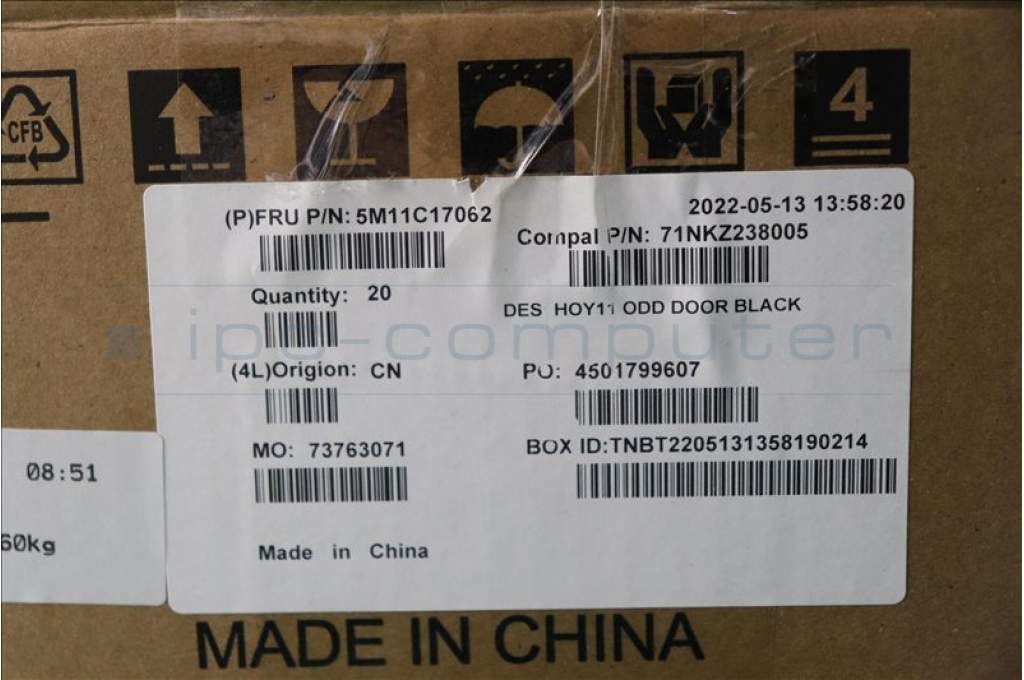 CFB
4
(P)FRU P/N: 5M11C17062
2022-05-13 13:58:20
Compal P/N: 71NKZ238005
Quantity: 20
DES HOY11 ODD DOOR BLACK
ipc-computer
(4L)Origion: CN
PO: 4501799607
MO: 73763071
BOX ID:TNBT2205131358190214
08:51
60kg
Made in China
MADE IN CHINA